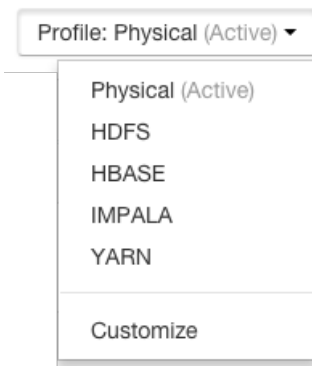 Profile: Physical (Active)
Physical (Active)
HDFS
HBASE
IMPALA
YARN
Customize